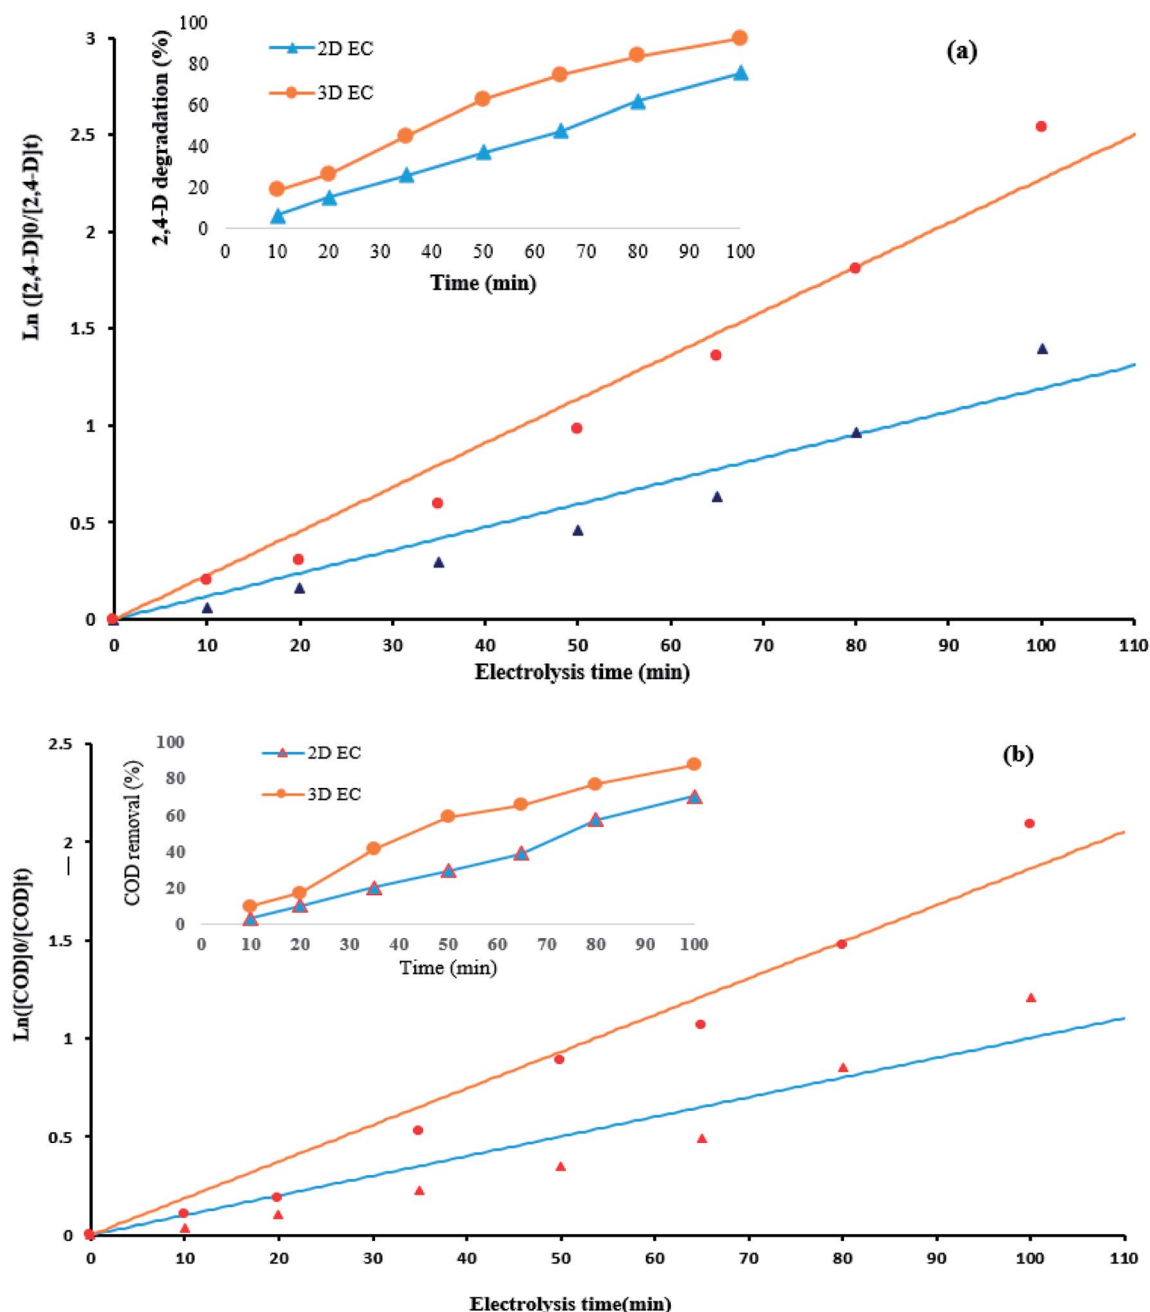 (a)
2D EC
3D EC
2,4-D degradation (%)
100
80
60
40
20
0
0 10 20 30 40 50 60 70 80 90 100
Time (min)
Ln ([2,4-D]0/[2,4-D]t)
3
2.5
2
1.5
1
0.5
0
0 10 20 30 40 50 60 70 80 90 100 110
Electrolysis time (min)
(b)
2D EC
3D EC
COD removal (%)
100
80
60
40
20
0
0 10 20 30 40 50 60 70 80 90 100
Time (min)
Ln([COD]0/[COD]t)
2.5
2
1.5
1
0.5
0
0 10 20 30 40 50 60 70 80 90 100 110
Electrolysis time(min)